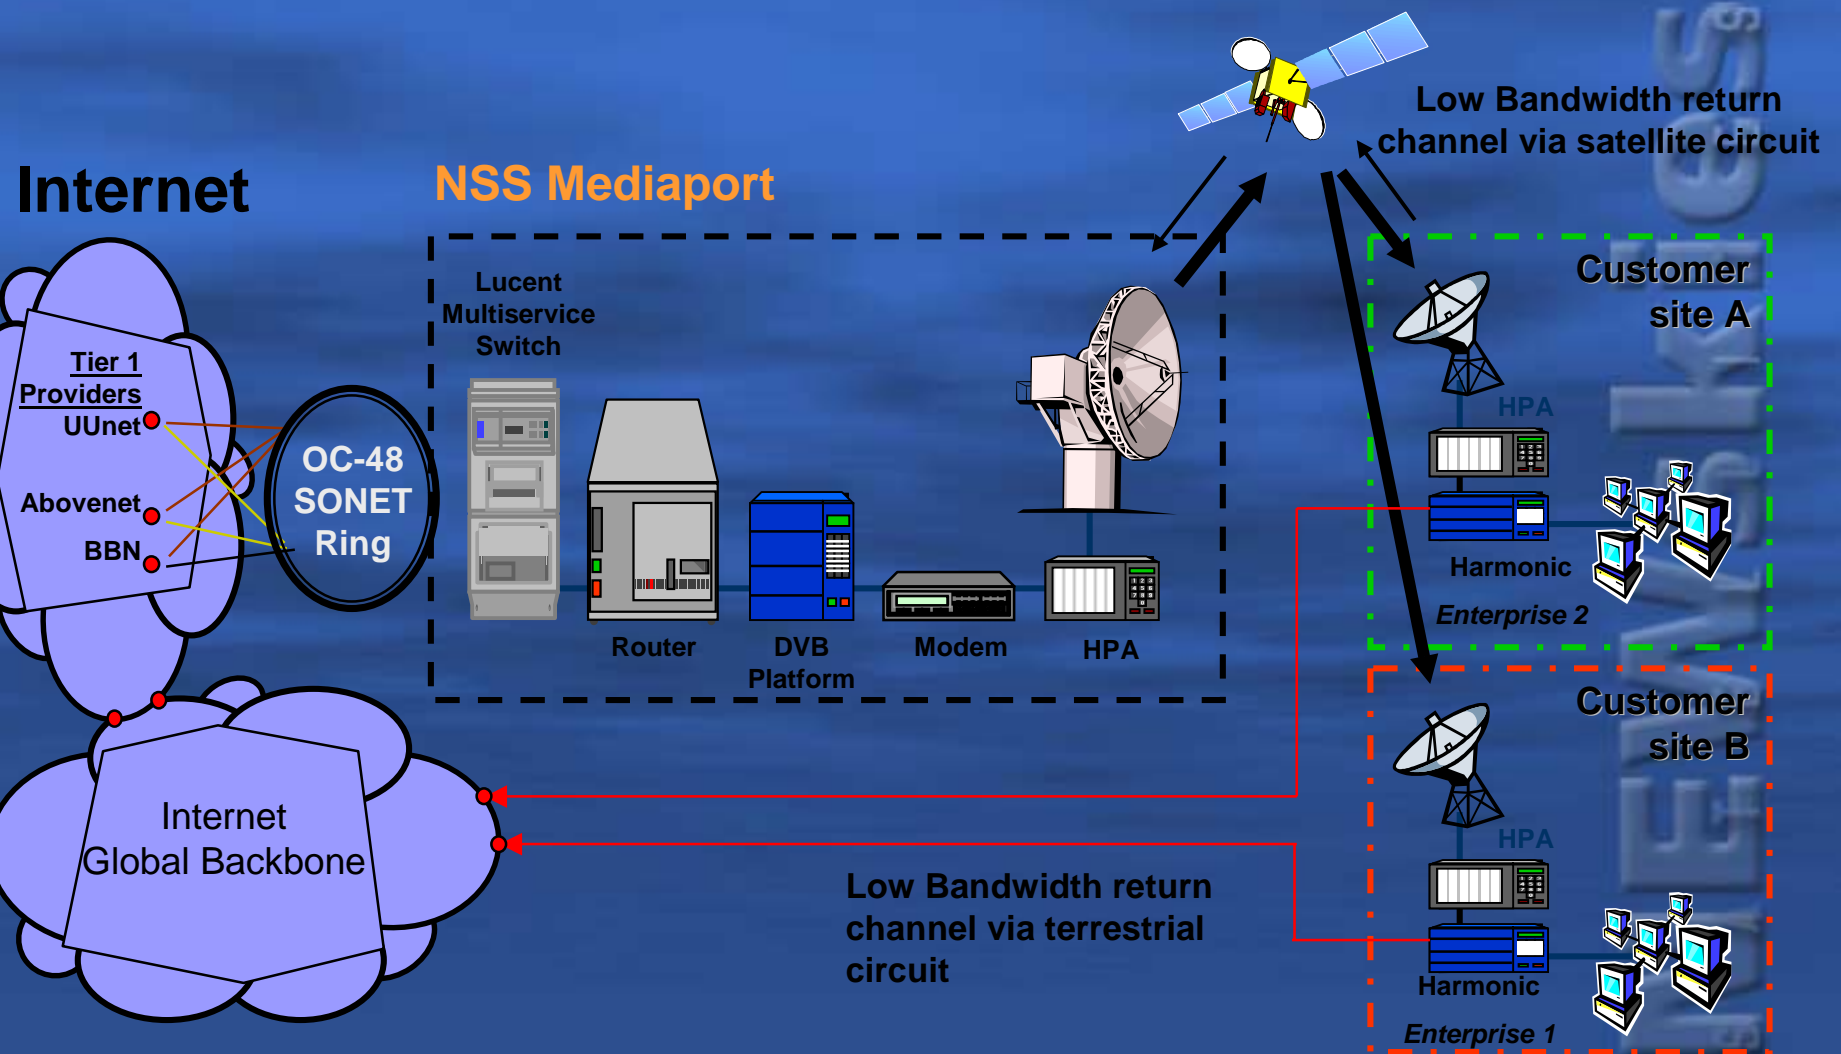 Low Bandwidth return
channel via satellite circuit
Internet
NSS Mediaport
Tier 1
Providers
UUnet
Abovenet
BBN
OC-48
SONET
Ring
Lucent
Multiservice
Switch
Router
DVB
Platform
Modem
HPA
Customer
site A
HPA
Harmonic
Enterprise 2
Customer
site B
HPA
Harmonic
Enterprise 1
Internet
Global Backbone
Low Bandwidth return
channel via terrestrial
circuit